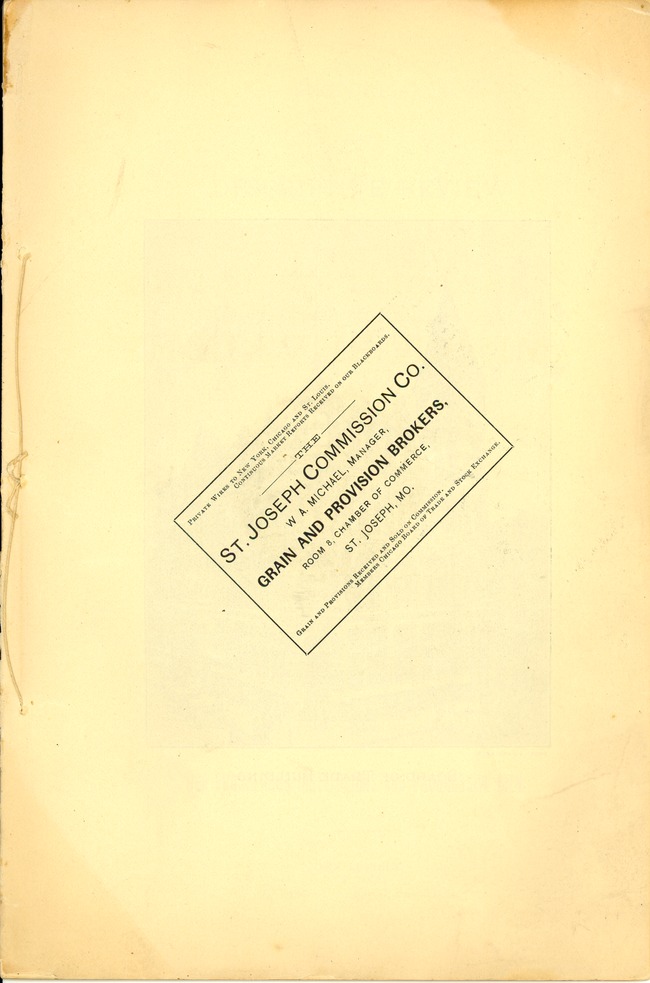 Private Wires to New York, Chicago and St. Louis.
Continuous Market Reports Received on our Blackboards.
THE
St. Joseph Commission Co.
W. A. MICHAEL, Manager,
GRAIN AND PROVISION BROKERS,
ROOM 8, CHAMBER OF COMMERCE,
ST. JOSEPH, MO.
Grain and Provisions Received and Sold on Commission.
Members Chicago Board of Trade and Stock Exchange.